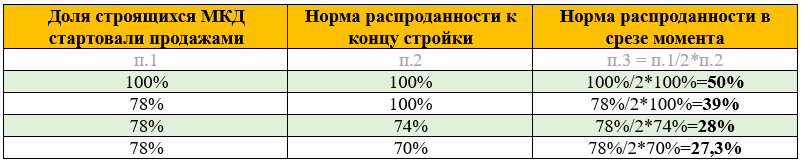 Доля строящихся МКД стартовали продажами
Норма распроданности к концу стройки
Норма распроданности в срезе момента
п.1
п.2
п.3 = п.1/2*п.2
100%
100%
100%/2*100%=50%
78%
100%
78%/2*100%=39%
78%
74%
78%/2*74%=28%
78%
70%
78%/2*70%=27,3%